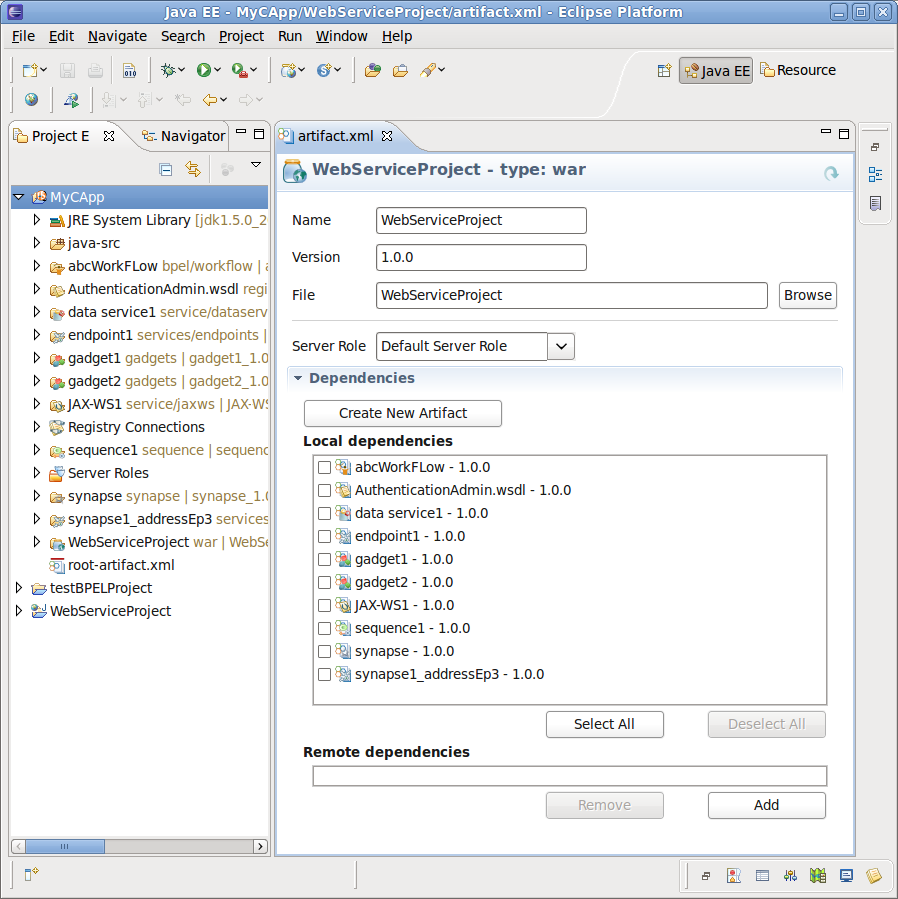 Java EE - MyCApp/WebServiceProject/artifact.xml - Eclipse Platform
File Edit Navigate Search Project Run Window Help
Java EE Resource
Project E Navigator
MyCApp
JRE System Library [jdk1.5.0_2
java-src
abcWorkFLow bpel/workflow |
AuthenticationAdmin.wsdl regi
data service1 service/dataserv
endpoint1 services/endpoints |
gadget1 gadgets | gadget1_1.0
gadget2 gadgets | gadget2_1.0
JAX-WS1 service/jaxws | JAX-WS
Registry Connections
sequence1 sequence | sequenc
Server Roles
synapse synapse | synapse_1.0
synapse1_addressEp3 services
WebServiceProject war | WebSe
root-artifact.xml
testBPELProject
WebServiceProject
artifact.xml
WebServiceProject - type: war
Name WebServiceProject
Version 1.0.0
File WebServiceProject Browse
Server Role Default Server Role
Dependencies
Create New Artifact
Local dependencies
abcWorkFLow - 1.0.0
AuthenticationAdmin.wsdl - 1.0.0
data service1 - 1.0.0
endpoint1 - 1.0.0
gadget1 - 1.0.0
gadget2 - 1.0.0
JAX-WS1 - 1.0.0
sequence1 - 1.0.0
synapse - 1.0.0
synapse1_addressEp3 - 1.0.0
Select All Deselect All
Remote dependencies
Remove Add